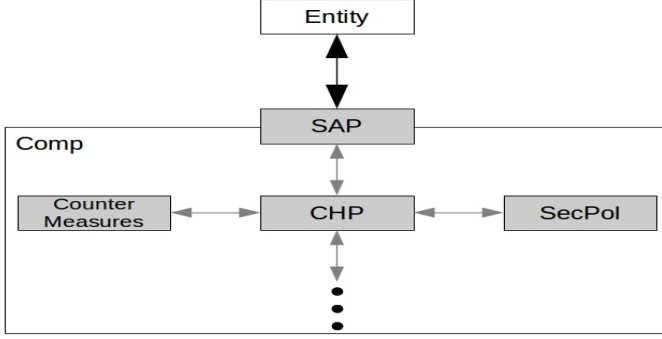 Entity
SAP
Comp
Counter
Measures
CHP
SecPol